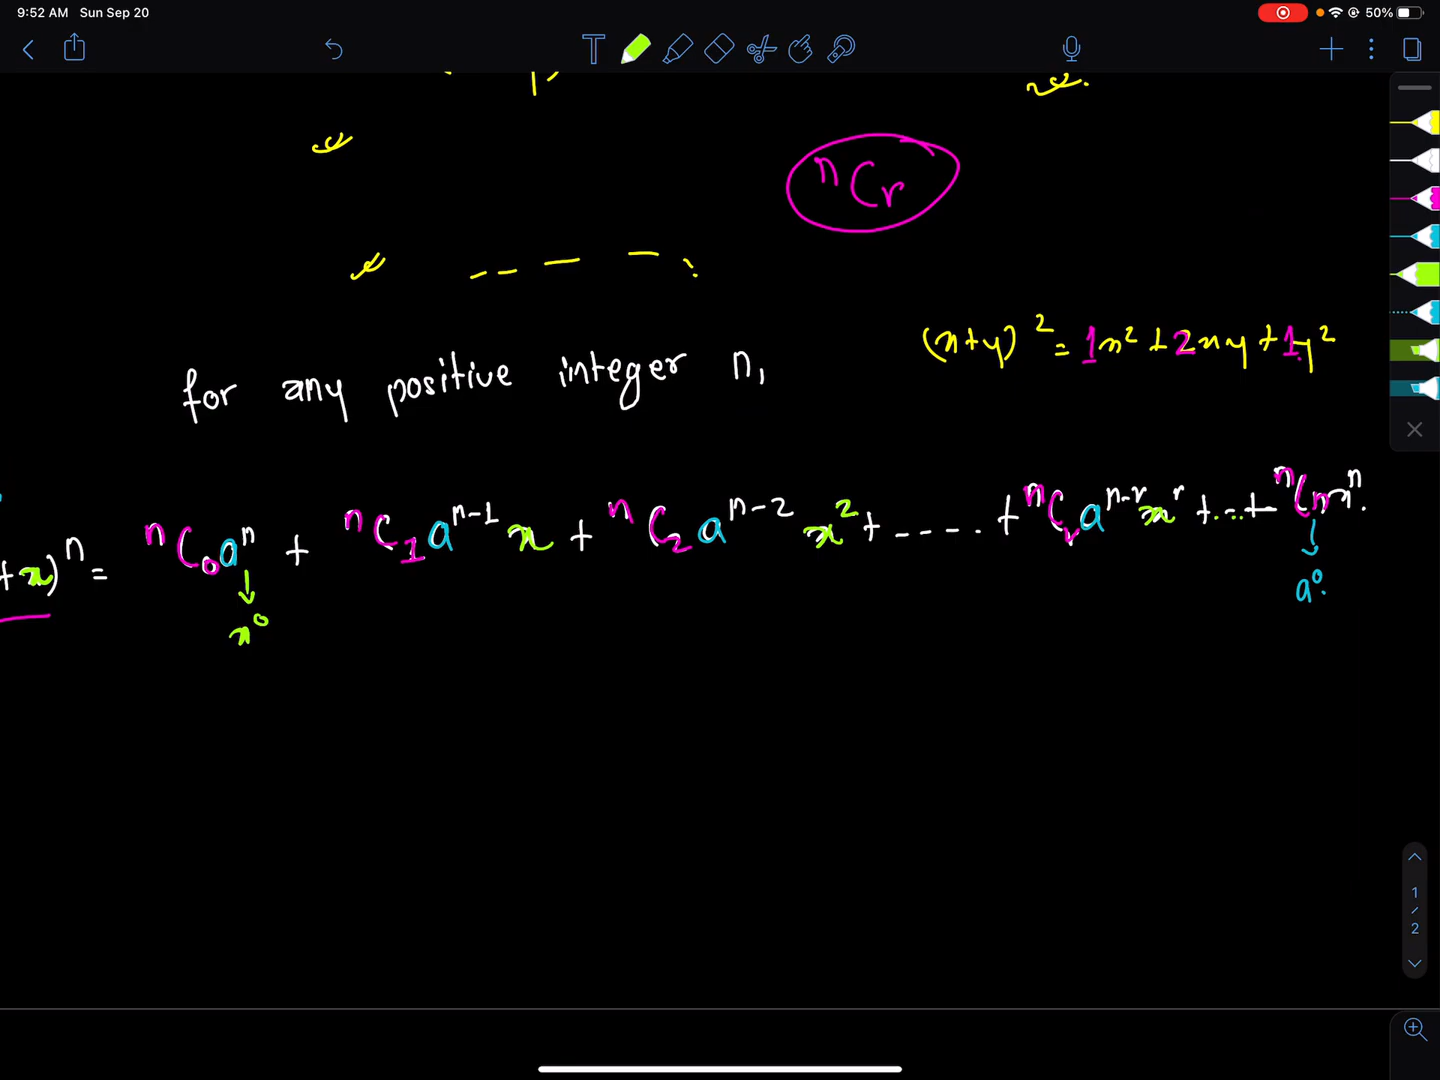 9:52 AM Sun Sep 20
50%
T
ⁿCᵣ
(x+y)² = 1x² + 2xy + 1y²
for any positive integer n,
+x)ⁿ = ⁿC₀aⁿ + ⁿC₁aⁿ⁻¹x + ⁿC₂aⁿ⁻²x² + ..... + ⁿCᵣaⁿ⁻ʳxʳ + .... + ⁿCₙxⁿ.
x⁰
a⁰.
1
/
2